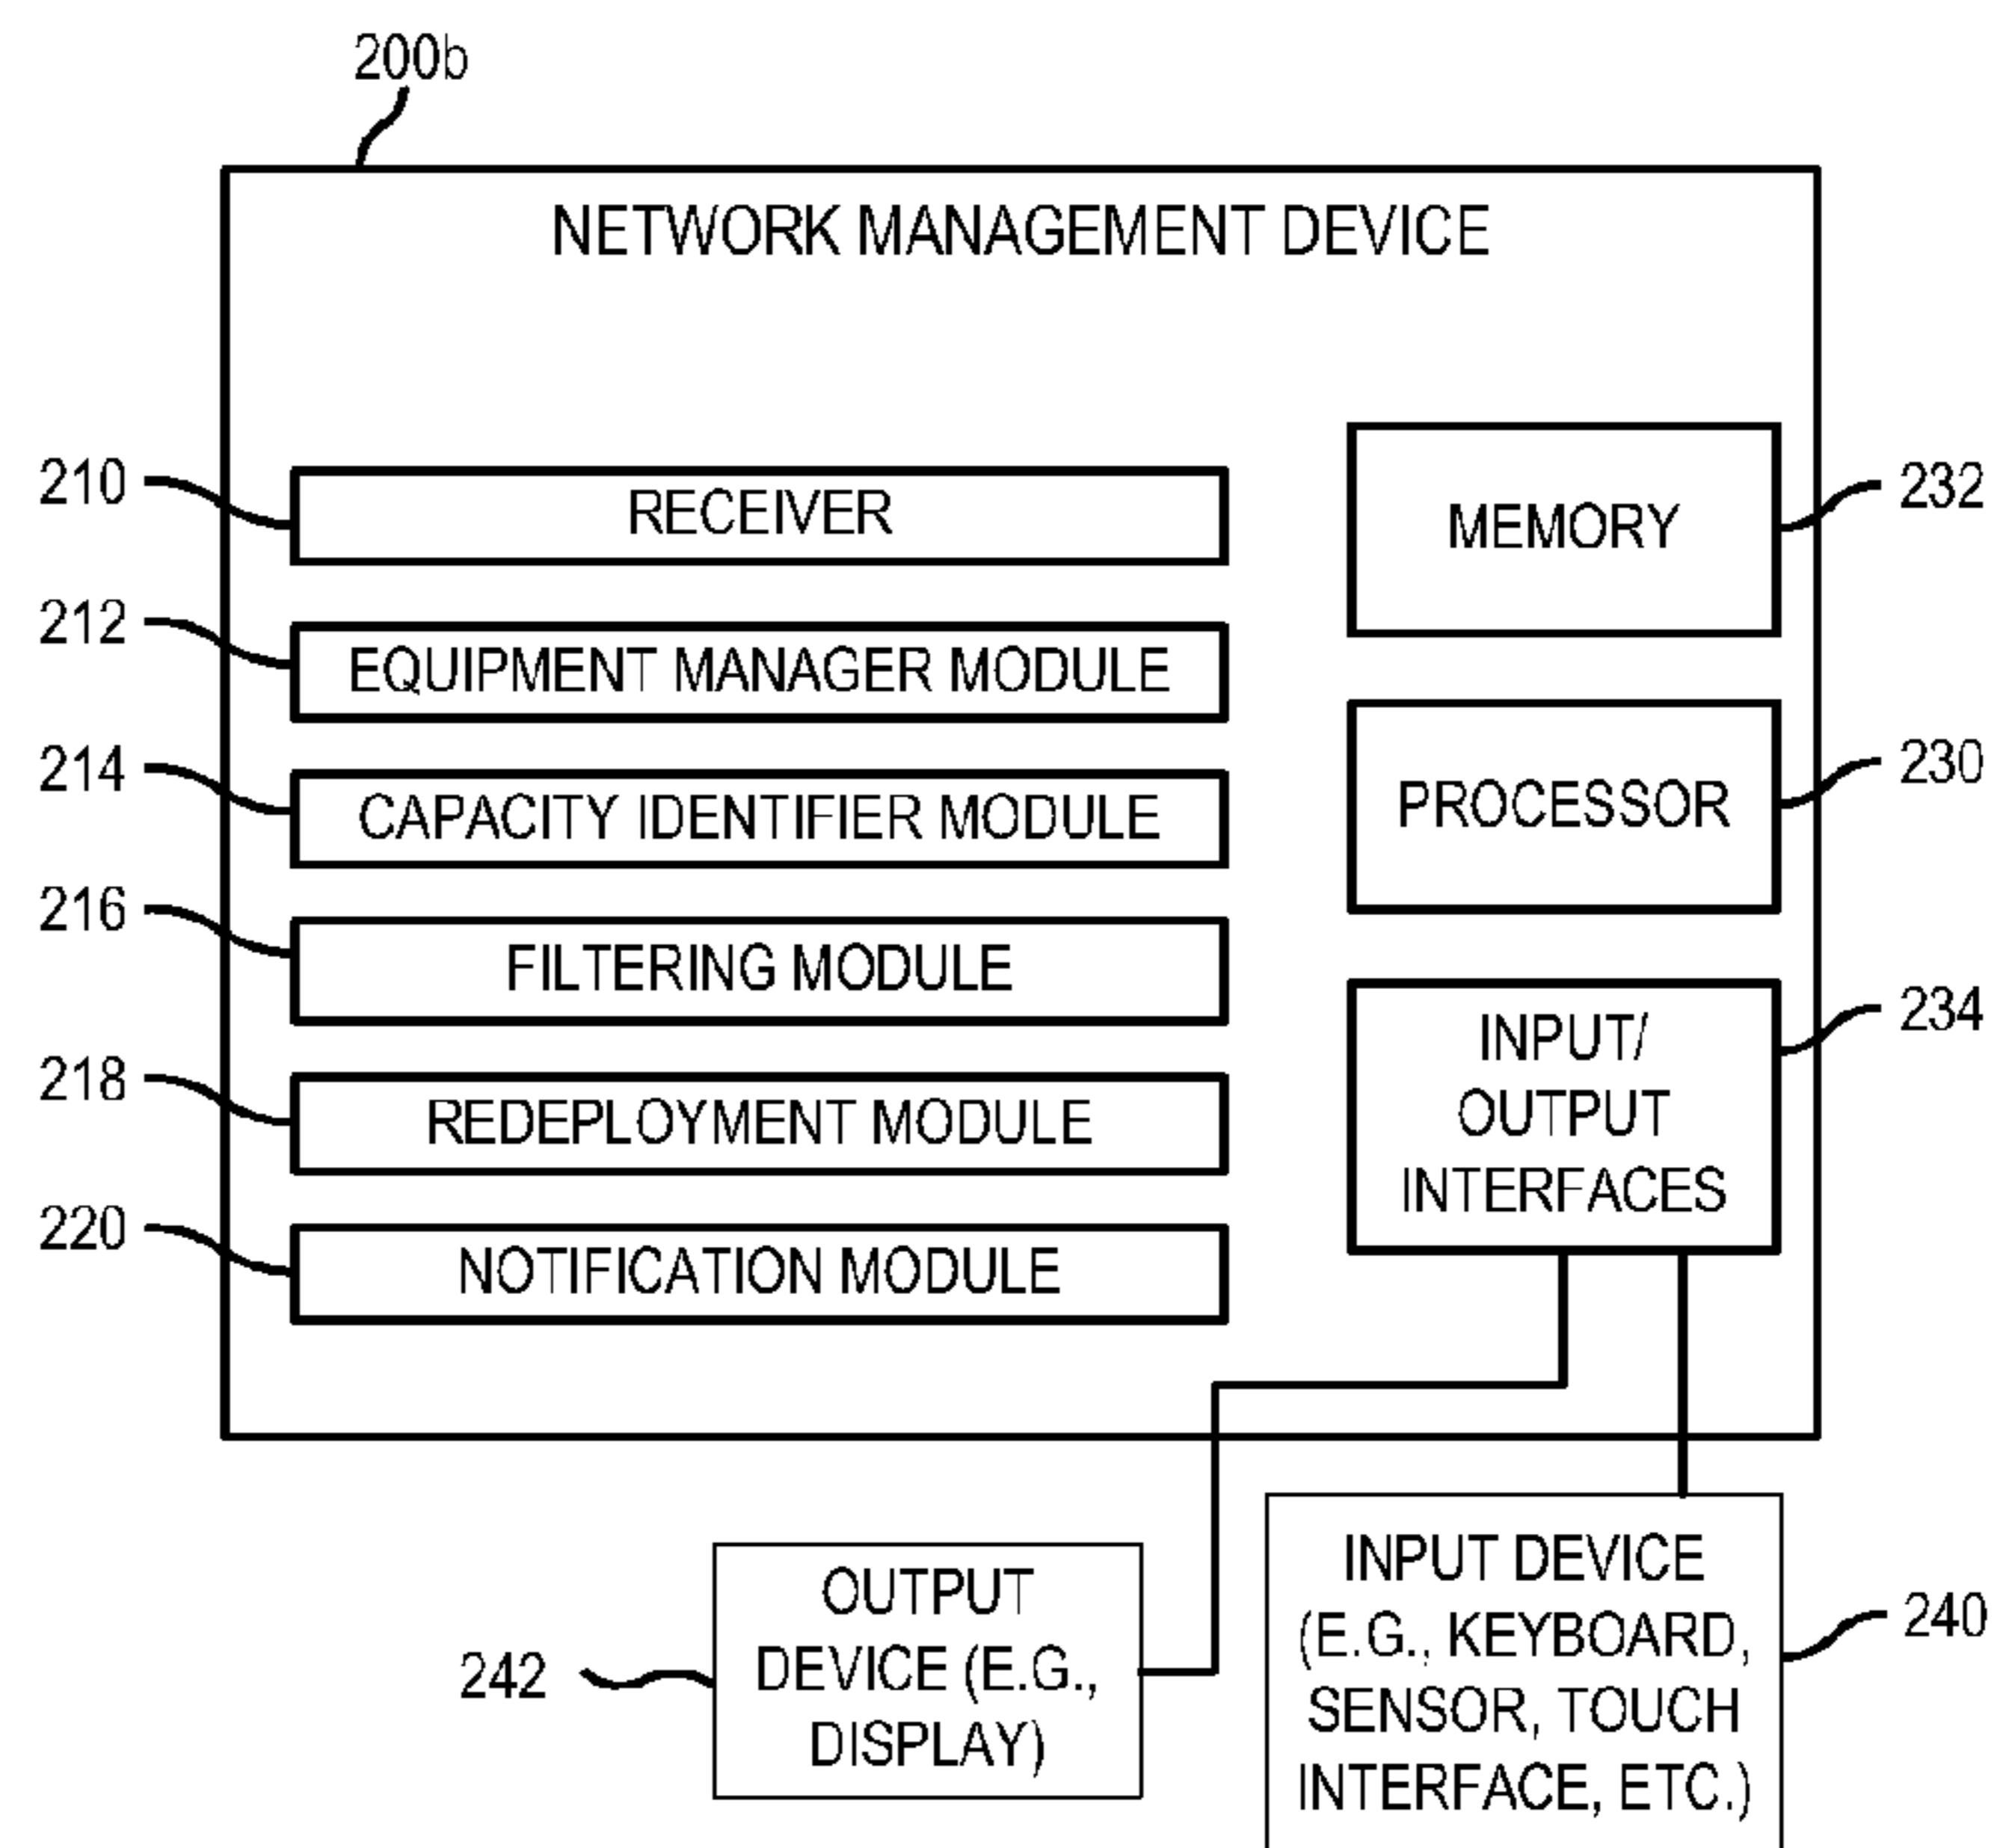 200b
NETWORK MANAGEMENT DEVICE
210
RECEIVER
212
EQUIPMENT MANAGER MODULE
214
CAPACITY IDENTIFIER MODULE
216
FILTERING MODULE
218
REDEPLOYMENT MODULE
220
NOTIFICATION MODULE
MEMORY
232
PROCESSOR
230
INPUT/
OUTPUT
INTERFACES
234
242
OUTPUT
DEVICE (E.G.,
DISPLAY)
INPUT DEVICE
(E.G., KEYBOARD,
SENSOR, TOUCH
INTERFACE, ETC.)
240